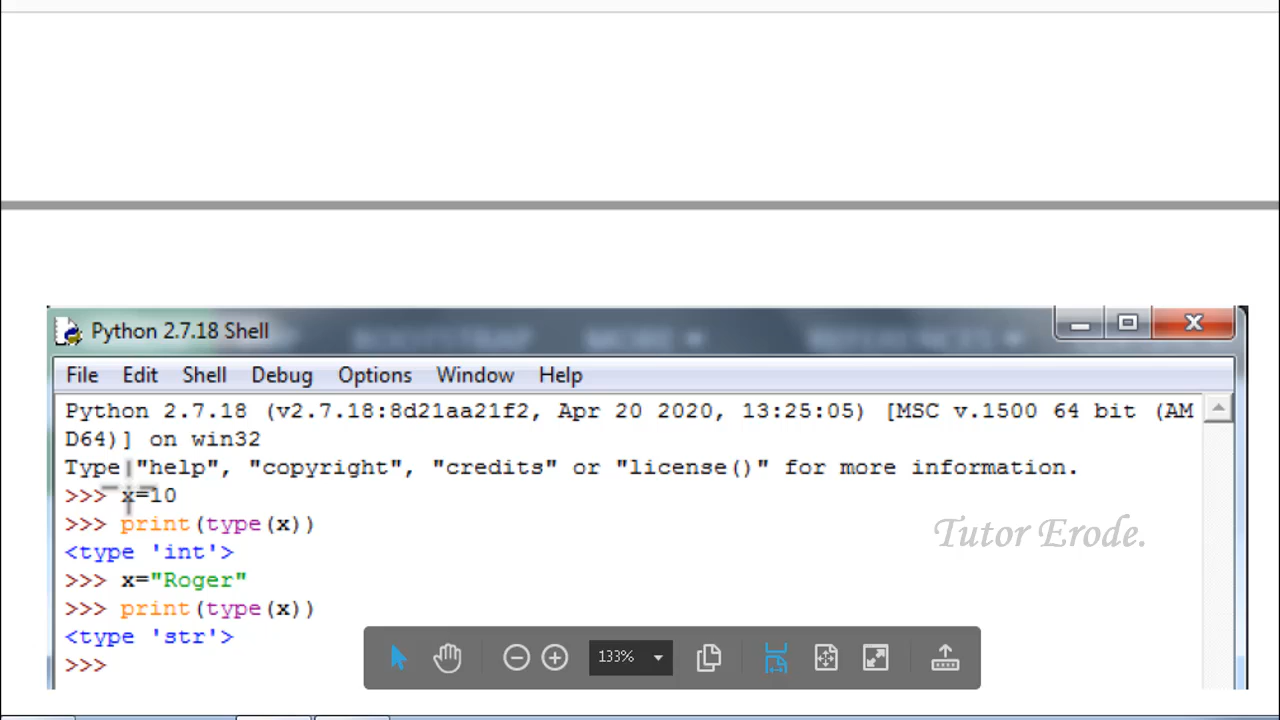 Python 2.7.18 Shell
File Edit Shell Debug Options Window Help
Python 2.7.18 (v2.7.18:8d21aa21f2, Apr 20 2020, 13:25:05) [MSC v.1500 64 bit (AM
D64)] on win32
Type "help", "copyright", "credits" or "license()" for more information.
>>> x=10
>>> print(type(x))
<type 'int'>
>>> x="Roger"
>>> print(type(x))
<type 'str'>
>>>
Tutor Erode.
133%